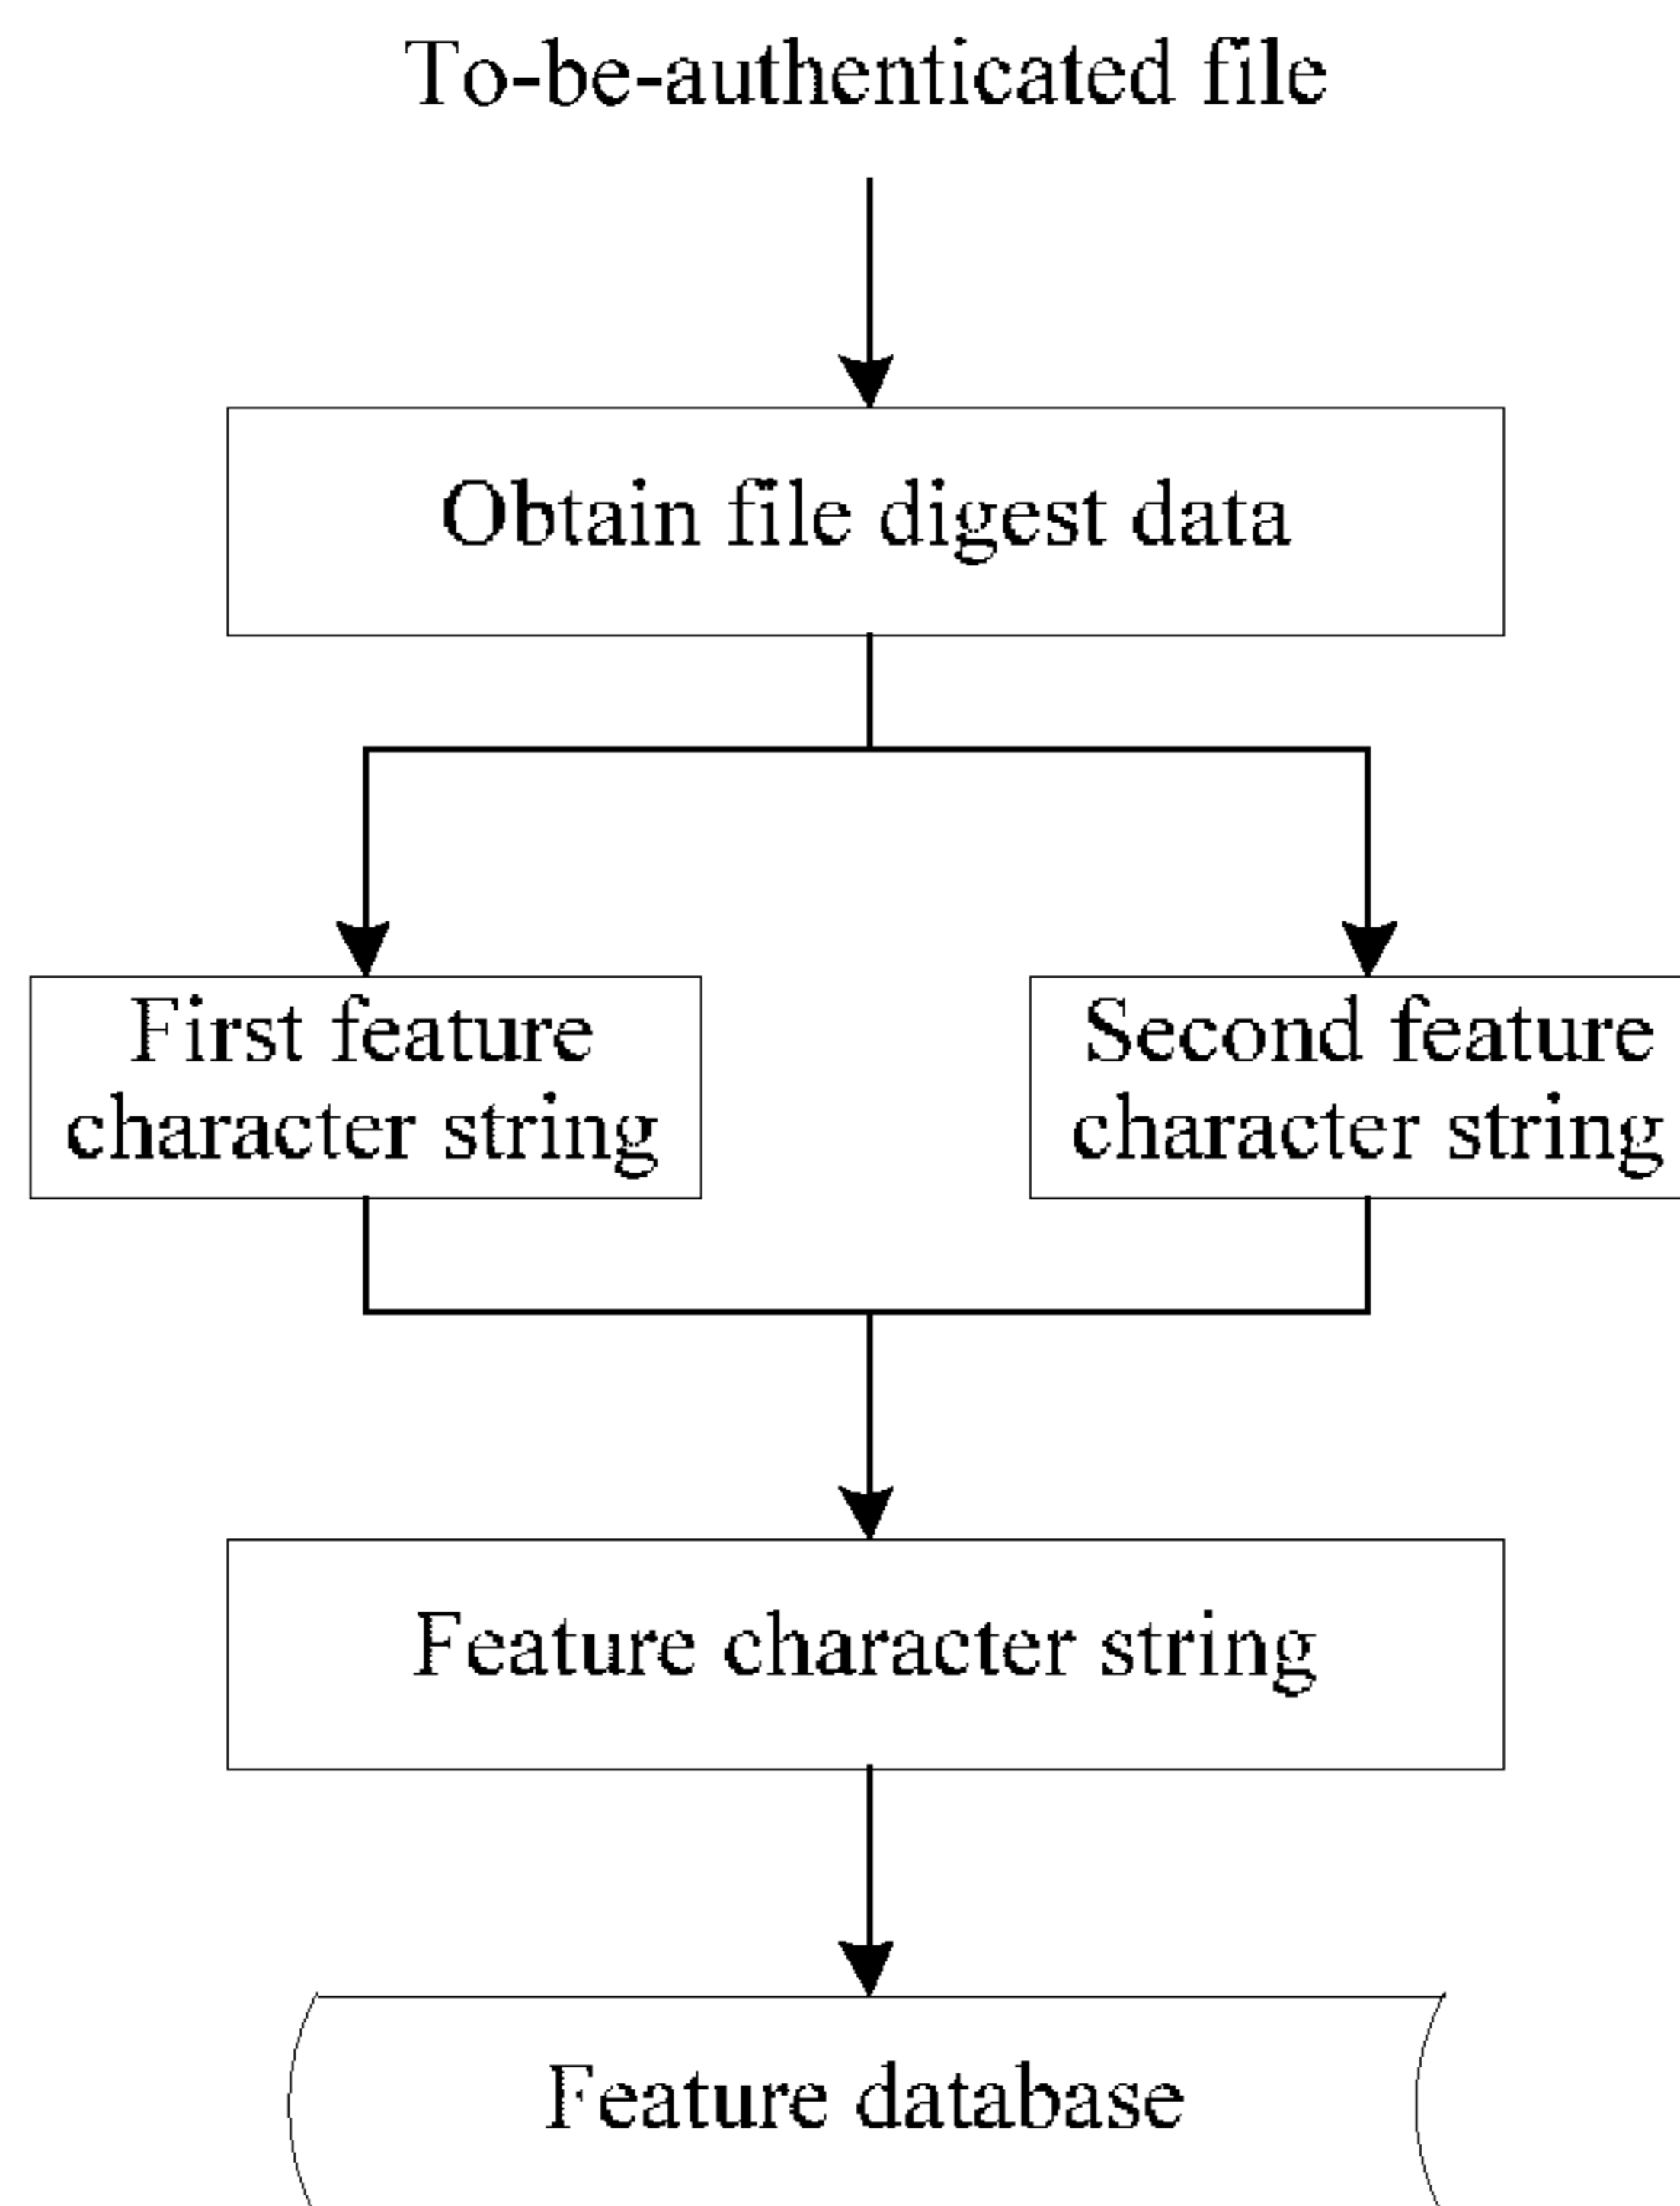 To-be-authenticated file
Obtain file digest data
First feature
character string
Second feature
character string
Feature character string
Feature database